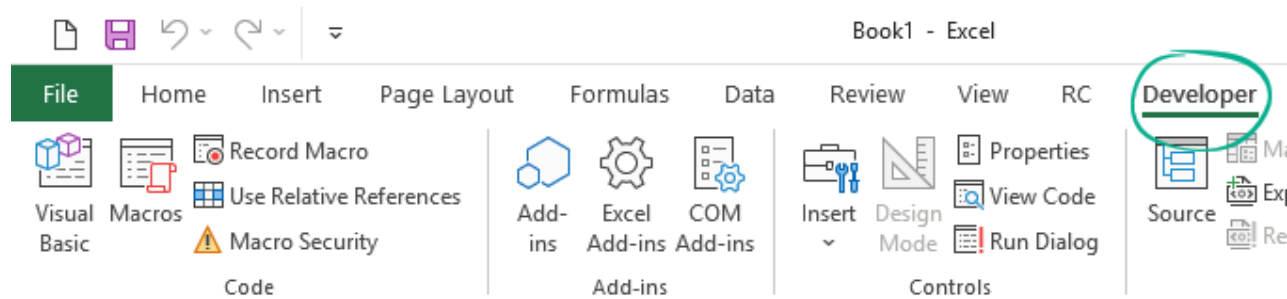 Book1 - Excel
File Home Insert Page Layout Formulas Data Review View RC Developer
Visual Basic
Macros
Record Macro
Use Relative References
Macro Security
Code
Add-ins
Excel Add-ins
COM Add-ins
Add-ins
Insert
Design Mode
Properties
View Code
Run Dialog
Controls
Source